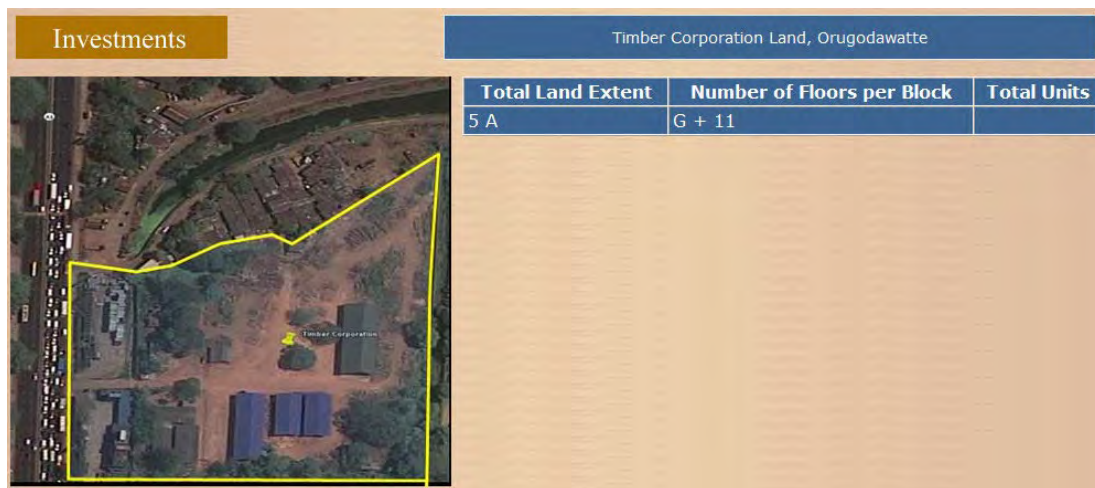 Investments
Timber Corporation Land, Orugodawatte
Total Land Extent Number of Floors per Block Total Units
5 A G + 11
Timber Corporation